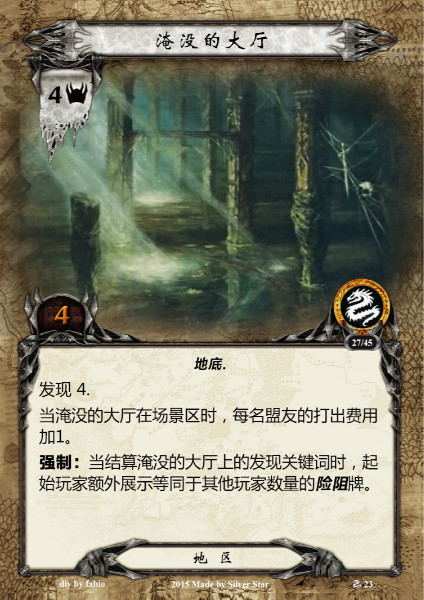 淹没的大厅
4
4
27/45
地底.
发现 4.
当淹没的大厅在场景区时，每名盟友的打出费用
加1。
强制：当结算淹没的大厅上的发现关键词时，起
始玩家额外展示等同于其他玩家数量的险阻牌。
地 区
diy by fabio
2015 Made by Silver Star
23